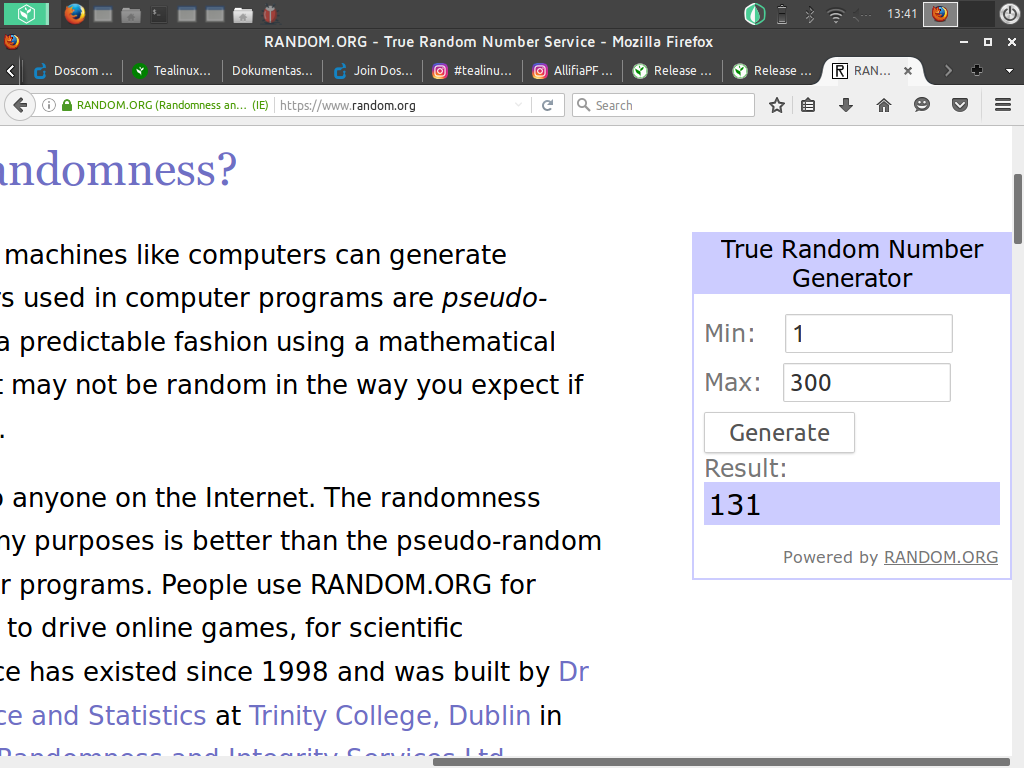 13:41
RANDOM.ORG - True Random Number Service - Mozilla Firefox
Doscom ...
Tealinux...
Dokumentas...
Join Dos...
#tealinu...
AllifiaPF ...
Release ...
Release ...
RAN...
RANDOM.ORG (Randomness an... (IE)
https://www.random.org
Search
andomness?
machines like computers can generate
rs used in computer programs are pseudo-
a predictable fashion using a mathematical
t may not be random in the way you expect if
.
o anyone on the Internet. The randomness
ny purposes is better than the pseudo-random
r programs. People use RANDOM.ORG for
to drive online games, for scientific
ce has existed since 1998 and was built by Dr
ce and Statistics at Trinity College, Dublin in
Randomness and Integrity Services Ltd
True Random Number
Generator
Min: 1
Max: 300
Generate
Result:
131
Powered by RANDOM.ORG